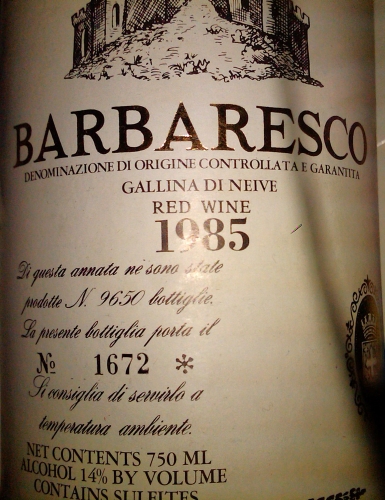 BARBARESCO
DENOMINAZIONE DI ORIGINE CONTROLLATA E GARANTITA
GALLINA DI NEIVE
RED WINE
1985
Di questa annata ne sono state
prodotte N. 9650 bottiglie.
La presente bottiglia porta il
No 1672 *
Si consiglia di servirlo a
temperatura ambiente.
NET CONTENTS 750 ML
ALCOHOL 14% BY VOLUME
CONTAINS SULFITES